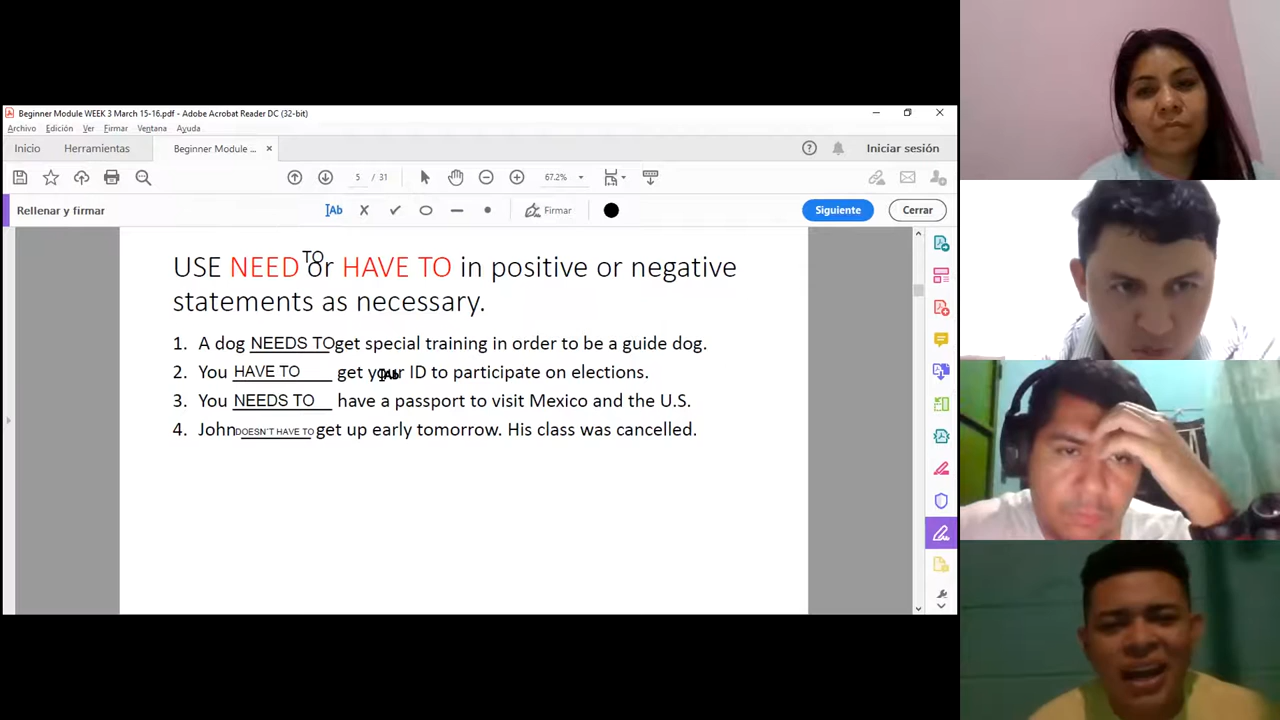 Beginner Module WEEK 3 March 15-16.pdf - Adobe Acrobat Reader DC (32-bit)
Archivo Edición Ver Firmar Ventana Ayuda
Inicio Herramientas Beginner Module ... Iniciar sesión
5 / 31 67.2%
Rellenar y firmar Ab Firmar Siguiente Cerrar
USE NEED TO or HAVE TO in positive or negative
statements as necessary.
1. A dog NEEDS TO get special training in order to be a guide dog.
2. You HAVE TO get your ID to participate on elections.
3. You NEEDS TO have a passport to visit Mexico and the U.S.
4. John DOESN'T HAVE TO get up early tomorrow. His class was cancelled.